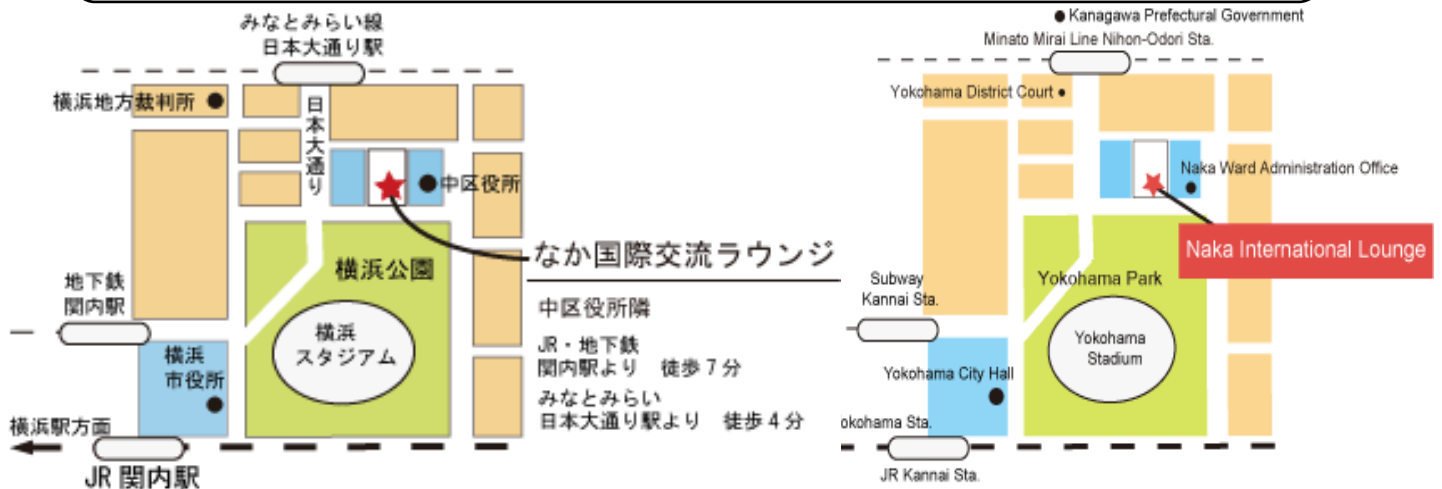 みなとみらい線
日本大通り駅
横浜地方裁判所
日本大通り
中区役所
なか国際交流ラウンジ
横浜公園
地下鉄
関内駅
横浜
スタジアム
中区役所隣
JR・地下鉄
関内駅より 徒歩7分
みなとみらい
日本大通り駅より 徒歩4分
横浜
市役所
横浜駅方面
JR 関内駅
Kanagawa Prefectural Government
Minato Mirai Line Nihon-Odori Sta.
Yokohama District Court
Naka Ward Administration Office
Naka International Lounge
Yokohama Park
Subway
Kannai Sta.
Yokohama
Stadium
Yokohama City Hall
okohama Sta.
JR Kannai Sta.